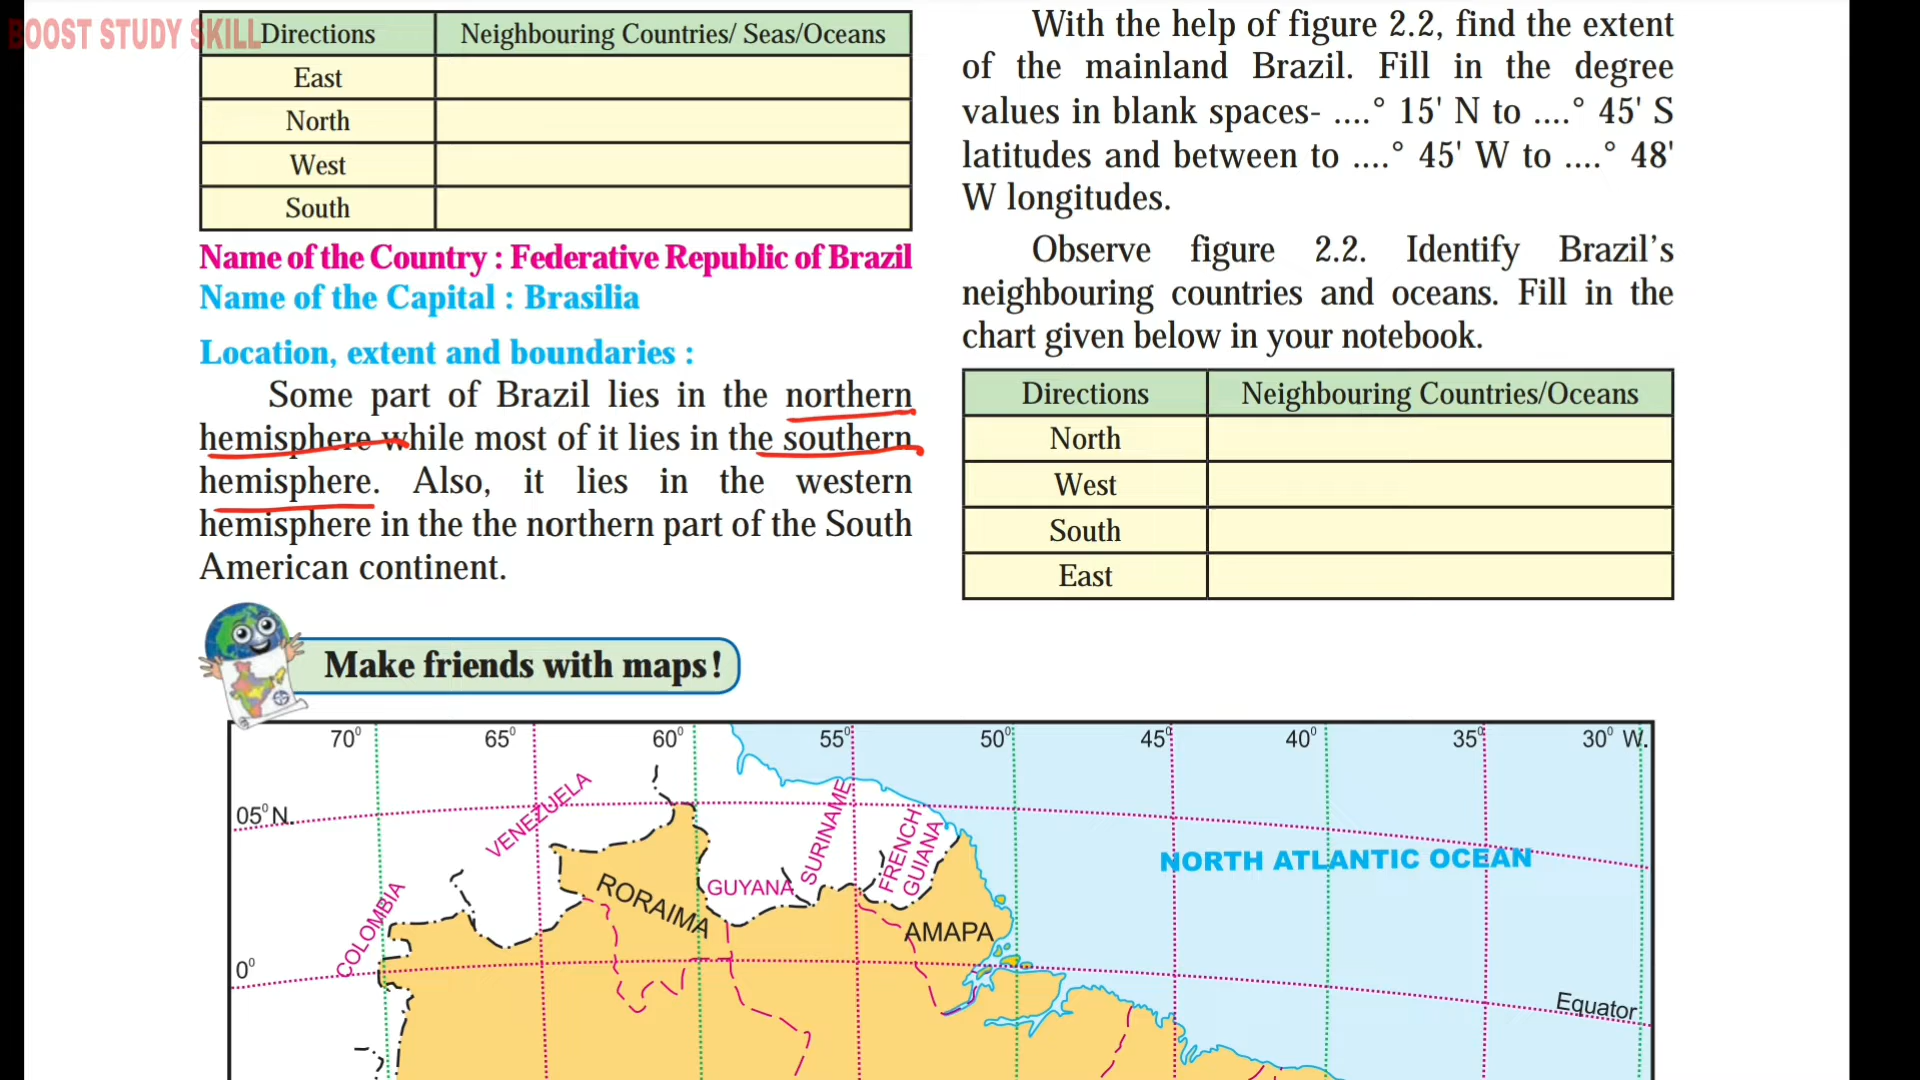 BOOST STUDY SKILL
Directions Neighbouring Countries/ Seas/Oceans
East
North
West
South
Name of the Country : Federative Republic of Brazil
Name of the Capital : Brasilia
Location, extent and boundaries :
Some part of Brazil lies in the northern
hemisphere while most of it lies in the southern
hemisphere. Also, it lies in the western
hemisphere in the the northern part of the South
American continent.
With the help of figure 2.2, find the extent
of the mainland Brazil. Fill in the degree
values in blank spaces- ....° 15' N to ....° 45' S
latitudes and between to ....° 45' W to ....° 48'
W longitudes.
Observe figure 2.2. Identify Brazil’s
neighbouring countries and oceans. Fill in the
chart given below in your notebook.
Directions Neighbouring Countries/Oceans
North
West
South
East
Make friends with maps!
70° 65° 60° 55° 50° 45° 40° 35° 30° W.
05° N.
VENEZUELA
SURINAME
FRENCH
GUIANA
NORTH ATLANTIC OCEAN
GUYANA
RORAIMA
COLOMBIA
AMAPA
0°
Equator